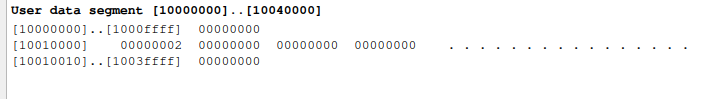 User data segment [10000000]..[10040000]
[10000000]..[1000ffff]  00000000
[10010000]    00000002  00000000  00000000  00000000    . . . . . . . . . . . . . . . .
[10010010]..[1003ffff]  00000000